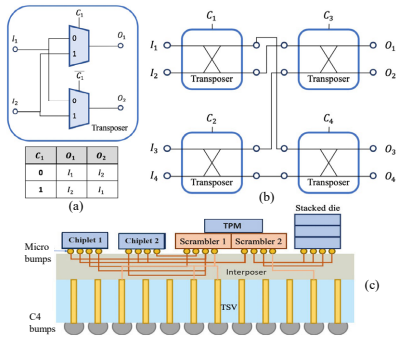 C₁
I₁
0
1
O₁
C̅₁
I₂
0
1
O₂
Transposer
C₁ O₁ O₂
0 I₁ I₂
1 I₂ I₁
(a)
C₁ C₃
I₁ O₁
I₂ O₂
Transposer Transposer
C₂ C₄
I₃ O₃
I₄ O₄
Transposer Transposer
(b)
Stacked die
TPM
Micro bumps
Chiplet 1 Chiplet 2 Scrambler 1 Scrambler 2
Interposer
(c)
TSV
C4 bumps